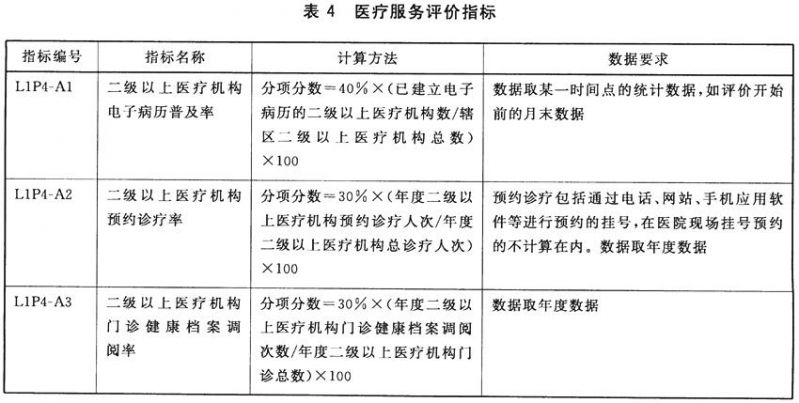 表 4 医疗服务评价指标
指标编号 指标名称 计算方法 数据要求
L1P4-A1
二级以上医疗机构
电子病历普及率
分项分数=40%×(已建立电子
病历的二级以上医疗机构数/辖
区二级以上医疗机构总数)
×100
数据取某一时间点的统计数据,如评价开始
前的月末数据
L1P4-A2
二级以上医疗机构
预约诊疗率
分项分数=30%×(年度二级以
上医疗机构预约诊疗人次/年度
二级以上医疗机构总诊疗人次)
×100
预约诊疗包括通过电话、网站、手机应用软
件等进行预约的挂号,在医院现场挂号预约
的不计算在内。数据取年度数据
L1P4-A3
二级以上医疗机构
门诊健康档案调
阅率
分项分数=30%×(年度二级以
上医疗机构门诊健康档案调阅
次数/年度二级以上医疗机构门
诊总数)×100
数据取年度数据